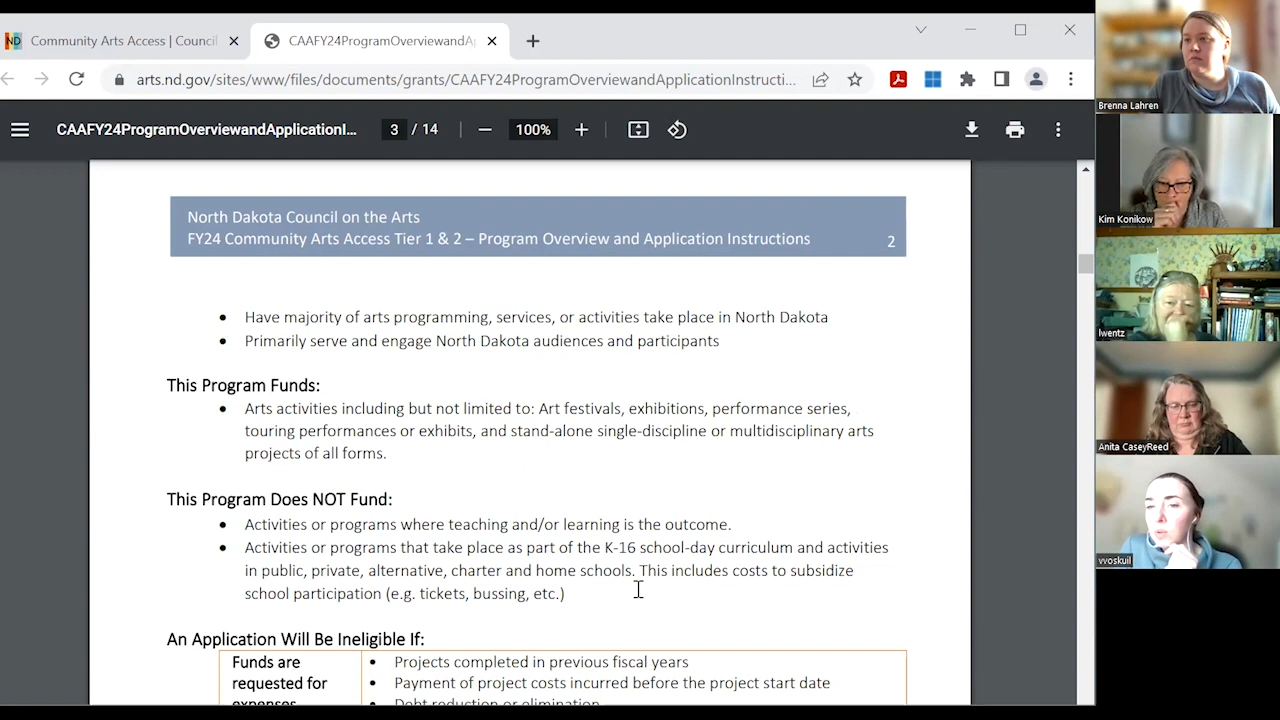 Community Arts Access | Council
CAAFY24ProgramOverviewandA
arts.nd.gov/sites/www/files/documents/grants/CAAFY24ProgramOverviewandApplicationInstructi...
CAAFY24ProgramOverviewandApplicationI...
3 / 14
100%
North Dakota Council on the Arts
FY24 Community Arts Access Tier 1 & 2 – Program Overview and Application Instructions
2
• Have majority of arts programming, services, or activities take place in North Dakota
• Primarily serve and engage North Dakota audiences and participants
This Program Funds:
• Arts activities including but not limited to: Art festivals, exhibitions, performance series,
touring performances or exhibits, and stand-alone single-discipline or multidisciplinary arts
projects of all forms.
This Program Does NOT Fund:
• Activities or programs where teaching and/or learning is the outcome.
• Activities or programs that take place as part of the K-16 school-day curriculum and activities
in public, private, alternative, charter and home schools. This includes costs to subsidize
school participation (e.g. tickets, bussing, etc.)
An Application Will Be Ineligible If:
Funds are
requested for
expenses
• Projects completed in previous fiscal years
• Payment of project costs incurred before the project start date
• Debt reduction or elimination
ND
Brenna Lahren
Kim Konikow
lwentz
Anita CaseyReed
vvoskuil